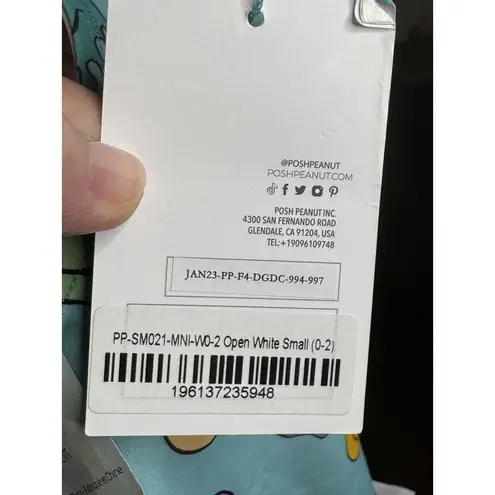 @POSHPEANUT
POSHPEANUT.COM
POSH PEANUT INC.
4300 SAN FERNANDO ROAD
GLENDALE, CA 91204, USA
TEL:+19096109748
JAN23-PP-F4-DGDC-994-997
PP-SM021-MNI-W0-2 Open White Small (0-2)
196137235948